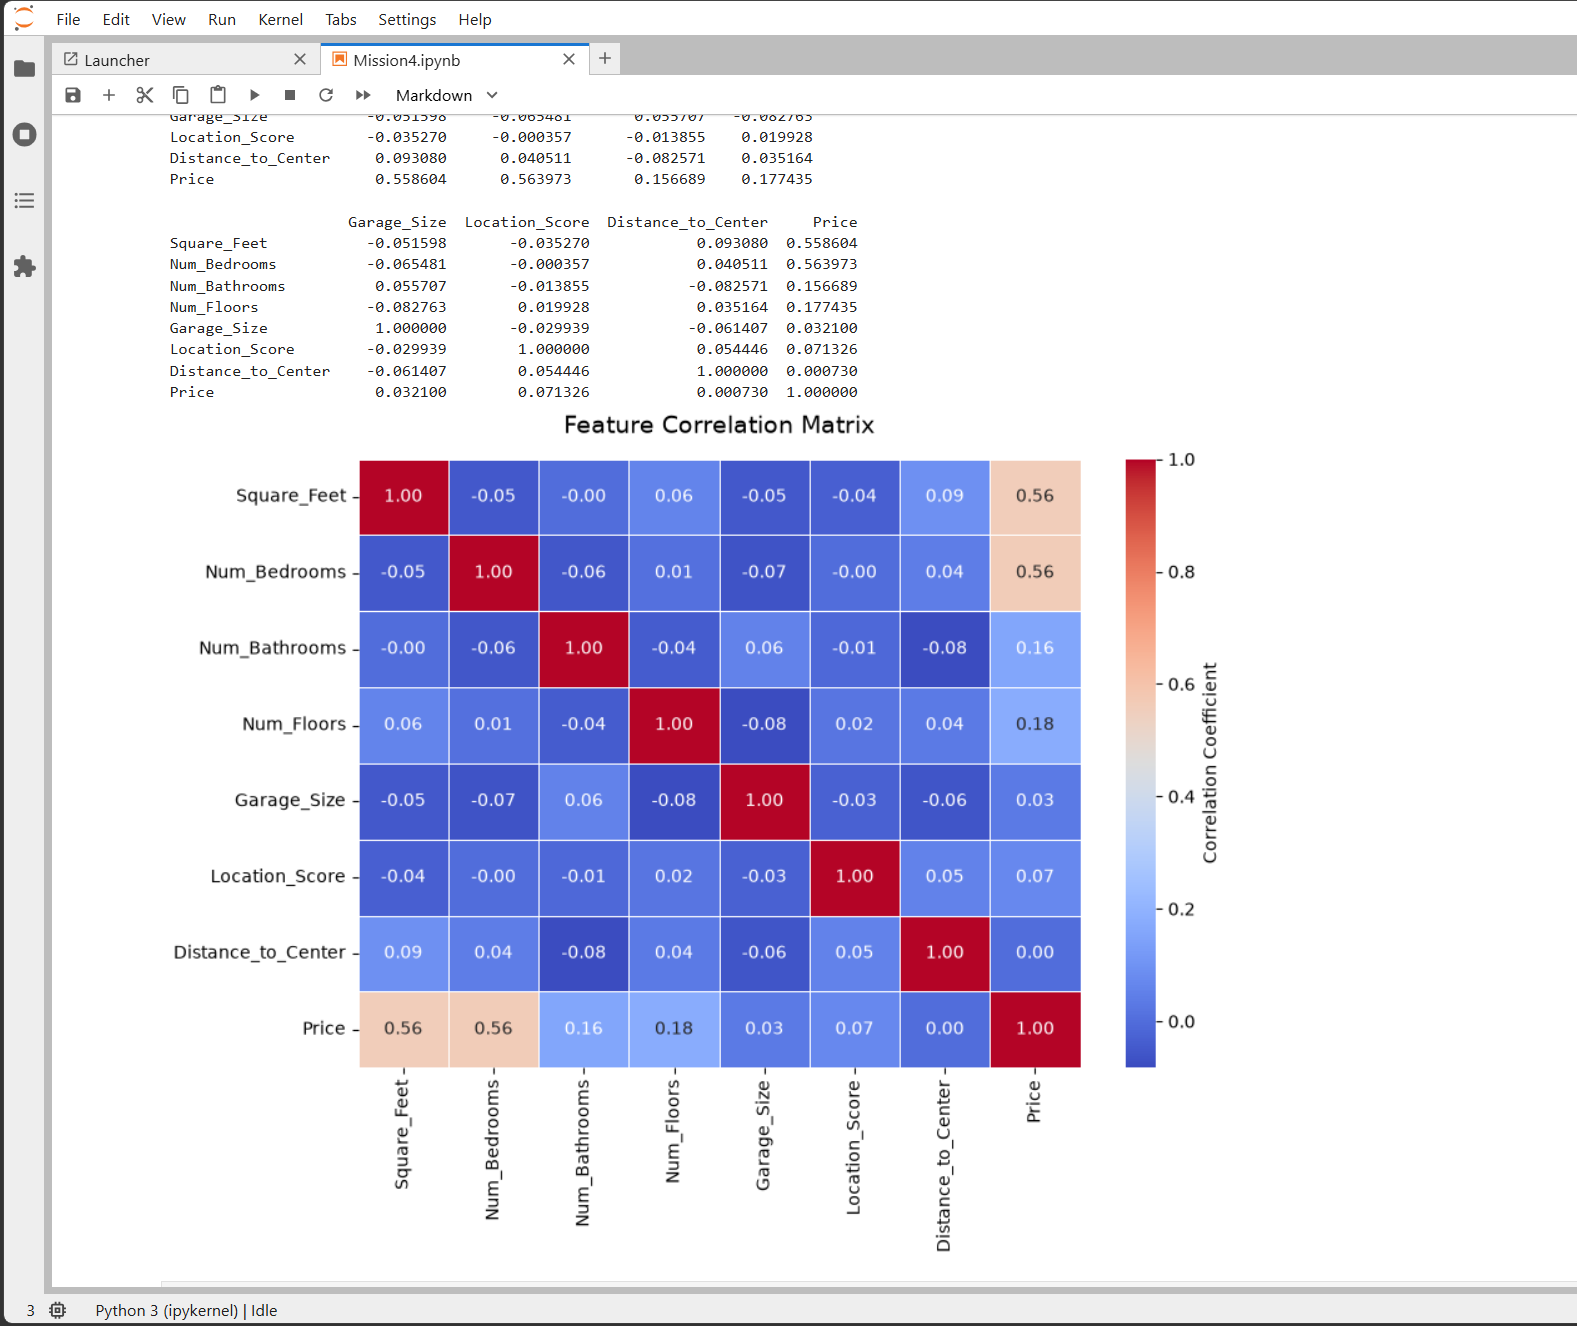 File Edit View Run Kernel Tabs Settings Help
Launcher Mission4.ipynb
Markdown
Garage_Size -0.051598 -0.065481 0.055707 -0.082763
Location_Score -0.035270 -0.000357 -0.013855 0.019928
Distance_to_Center 0.093080 0.040511 -0.082571 0.035164
Price 0.558604 0.563973 0.156689 0.177435
Garage_Size Location_Score Distance_to_Center Price
Square_Feet -0.051598 -0.035270 0.093080 0.558604
Num_Bedrooms -0.065481 -0.000357 0.040511 0.563973
Num_Bathrooms 0.055707 -0.013855 -0.082571 0.156689
Num_Floors -0.082763 0.019928 0.035164 0.177435
Garage_Size 1.000000 -0.029939 -0.061407 0.032100
Location_Score -0.029939 1.000000 0.054446 0.071326
Distance_to_Center -0.061407 0.054446 1.000000 0.000730
Price 0.032100 0.071326 0.000730 1.000000
Feature Correlation Matrix
Square_Feet 1.00 -0.05 -0.00 0.06 -0.05 -0.04 0.09 0.56
Num_Bedrooms -0.05 1.00 -0.06 0.01 -0.07 -0.00 0.04 0.56
Num_Bathrooms -0.00 -0.06 1.00 -0.04 0.06 -0.01 -0.08 0.16
Num_Floors 0.06 0.01 -0.04 1.00 -0.08 0.02 0.04 0.18
Garage_Size -0.05 -0.07 0.06 -0.08 1.00 -0.03 -0.06 0.03
Location_Score -0.04 -0.00 -0.01 0.02 -0.03 1.00 0.05 0.07
Distance_to_Center 0.09 0.04 -0.08 0.04 -0.06 0.05 1.00 0.00
Price 0.56 0.56 0.16 0.18 0.03 0.07 0.00 1.00
Square_Feet
Num_Bedrooms
Num_Bathrooms
Num_Floors
Garage_Size
Location_Score
Distance_to_Center
Price
1.0
0.8
0.6
0.4
0.2
0.0
Correlation Coefficient
3 Python 3 (ipykernel) | Idle